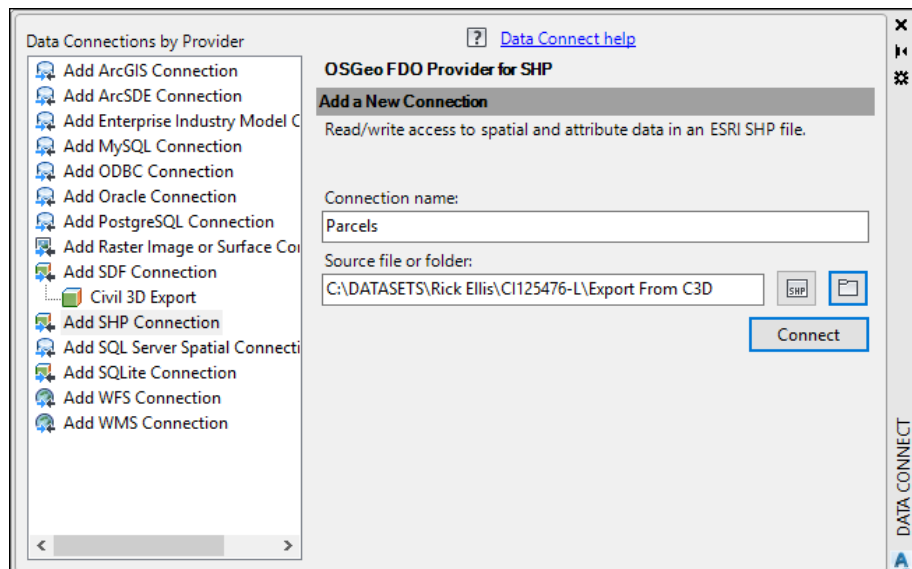 Data Connections by Provider
Add ArcGIS Connection
Add ArcSDE Connection
Add Enterprise Industry Model C
Add MySQL Connection
Add ODBC Connection
Add Oracle Connection
Add PostgreSQL Connection
Add Raster Image or Surface Co
Add SDF Connection
Civil 3D Export
Add SHP Connection
Add SQL Server Spatial Connecti
Add SQLite Connection
Add WFS Connection
Add WMS Connection
? Data Connect help
OSGeo FDO Provider for SHP
Add a New Connection
Read/write access to spatial and attribute data in an ESRI SHP file.
Connection name:
Parcels
Source file or folder:
C:\DATASETS\Rick Ellis\CI125476-L\Export From C3D
SHP
Connect
DATA CONNECT
A